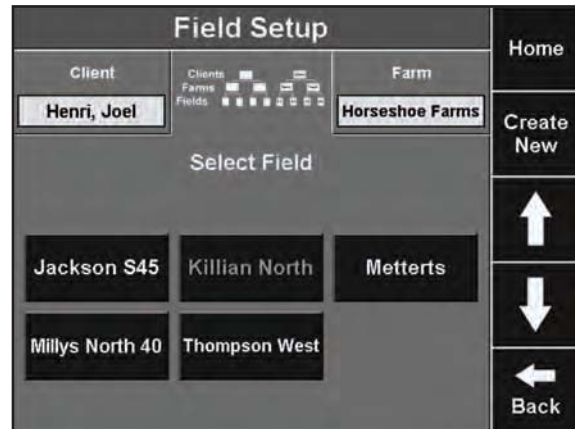 Field Setup
Client
Henri, Joel
Clients
Farms
Fields
Farm
Horseshoe Farms
Select Field
Jackson S45
Killian North
Metterts
Millys North 40
Thompson West
Home
Create
New
Back